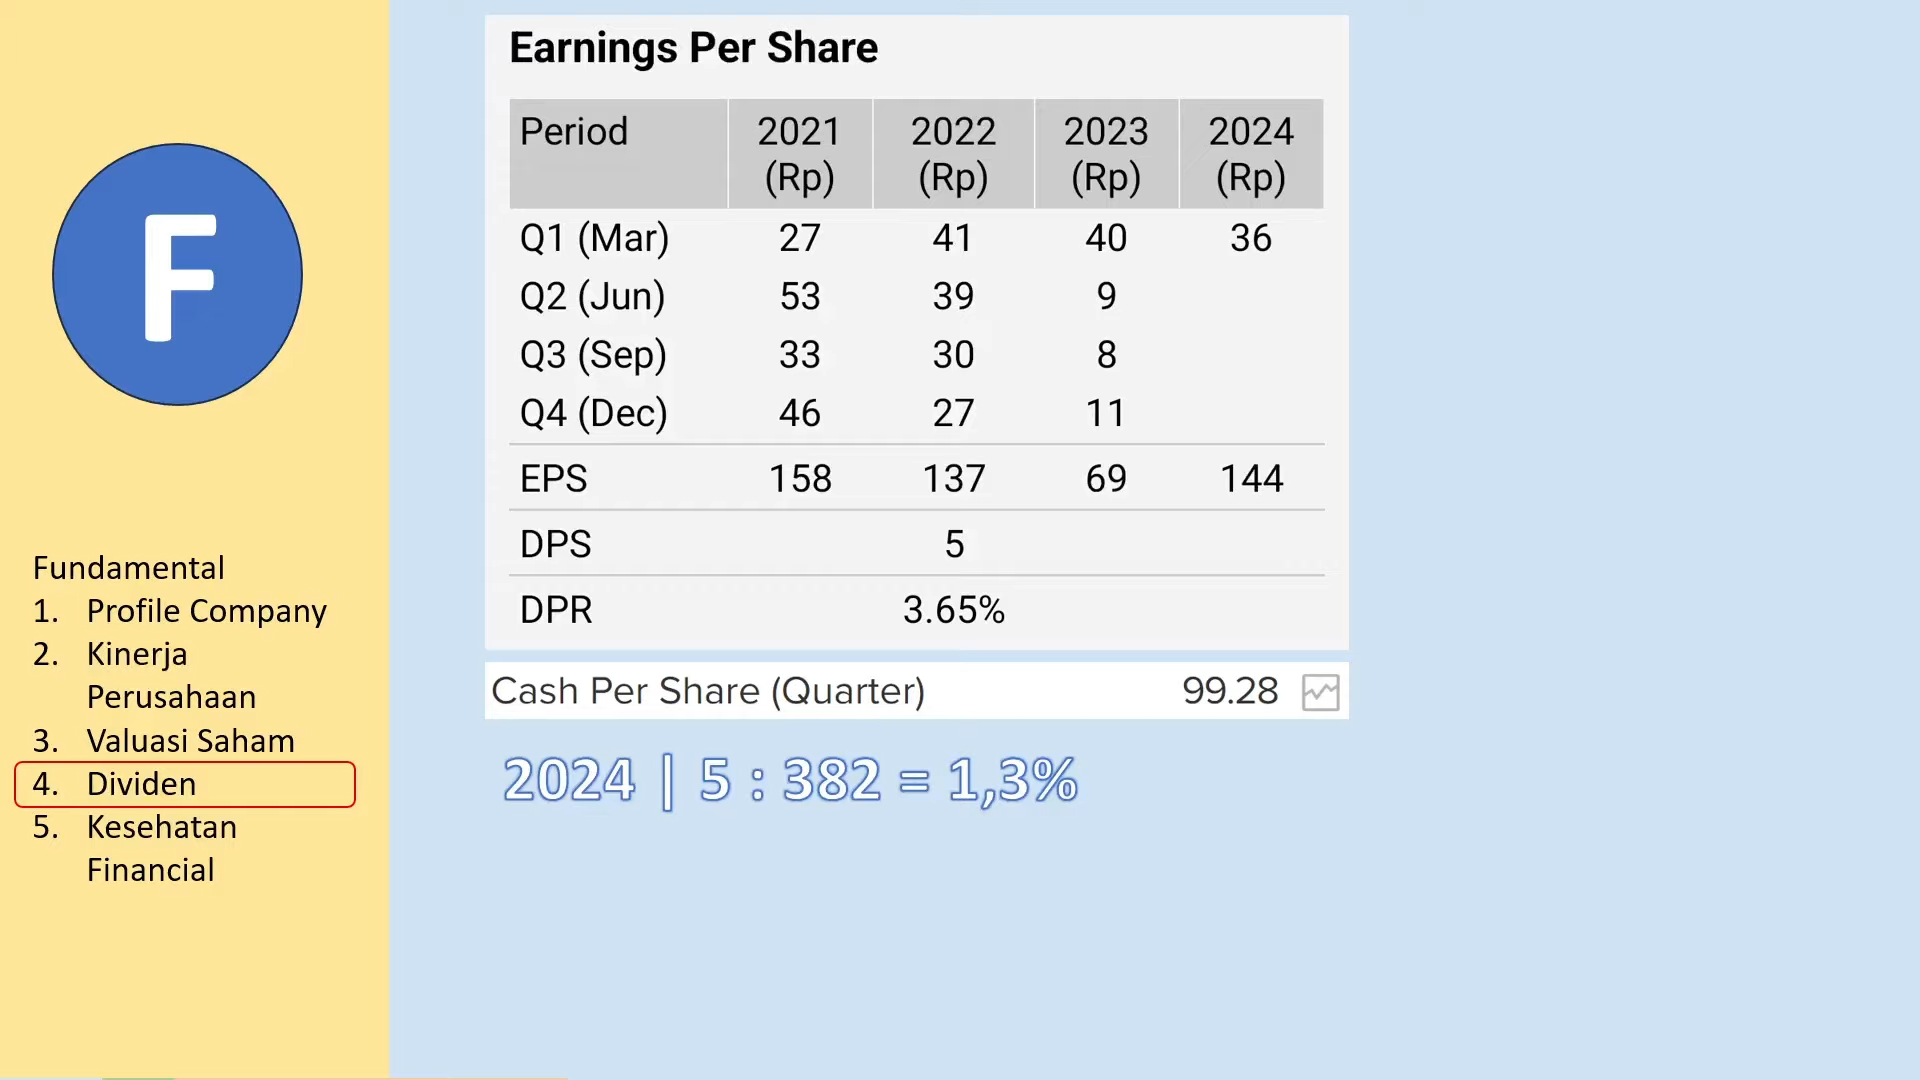 F
Fundamental
1. Profile Company
2. Kinerja
Perusahaan
3. Valuasi Saham
4. Dividen
5. Kesehatan
Financial
Earnings Per Share
Period 2021 (Rp) 2022 (Rp) 2023 (Rp) 2024 (Rp)
Q1 (Mar) 27 41 40 36
Q2 (Jun) 53 39 9
Q3 (Sep) 33 30 8
Q4 (Dec) 46 27 11
EPS 158 137 69 144
DPS 5
DPR 3.65%
Cash Per Share (Quarter) 99.28
2024 | 5 : 382 = 1,3%